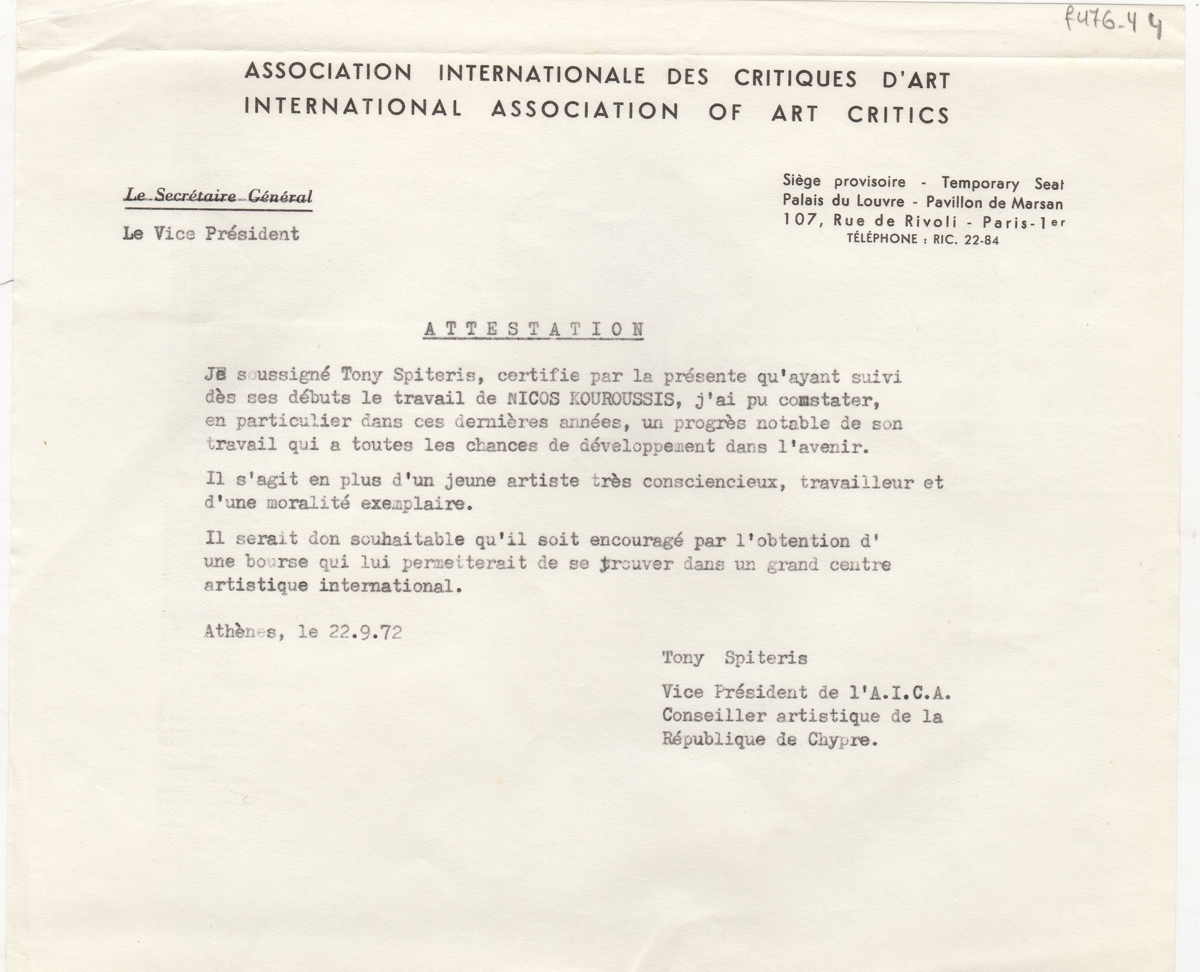 f476-44
ASSOCIATION INTERNATIONALE DES CRITIQUES D'ART
INTERNATIONAL ASSOCIATION OF ART CRITICS
Le Secrétaire Général
Le Vice Président
Siège provisoire - Temporary Seat
Palais du Louvre - Pavillon de Marsan
107, Rue de Rivoli - Paris-1er
TÉLÉPHONE : RIC. 22-84
ATTESTATION
Je soussigné Tony Spiteris, certifie par la présente qu'ayant suivi
dès ses débuts le travail de NICOS KOUROUSSIS, j'ai pu constater,
en particulier dans ces dernières années, un progrès notable de son
travail qui a toutes les chances de développement dans l'avenir.
Il s'agit en plus d'un jeune artiste très consciencieux, travailleur et
d'une moralité exemplaire.
Il serait don souhaitable qu'il soit encouragé par l'obtention d'
une bourse qui lui permetterait de se trouver dans un grand centre
artistique international.
Athènes, le 22.9.72
Tony Spiteris
Vice Président de l'A.I.C.A.
Conseiller artistique de la
République de Chypre.